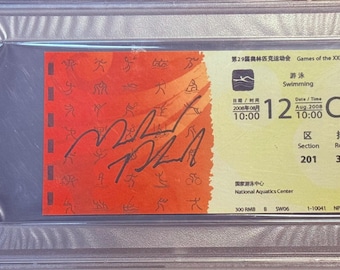 第29届奥林匹克运动会 Games of the XX
游泳
Swimming
日期 / 时间 Date / Time
2008年08月 12 Aug.2008
10:00 10:00
区
Section
201 3
国家游泳中心
National Aquatics Center
300 RMB B SW06 1-10041